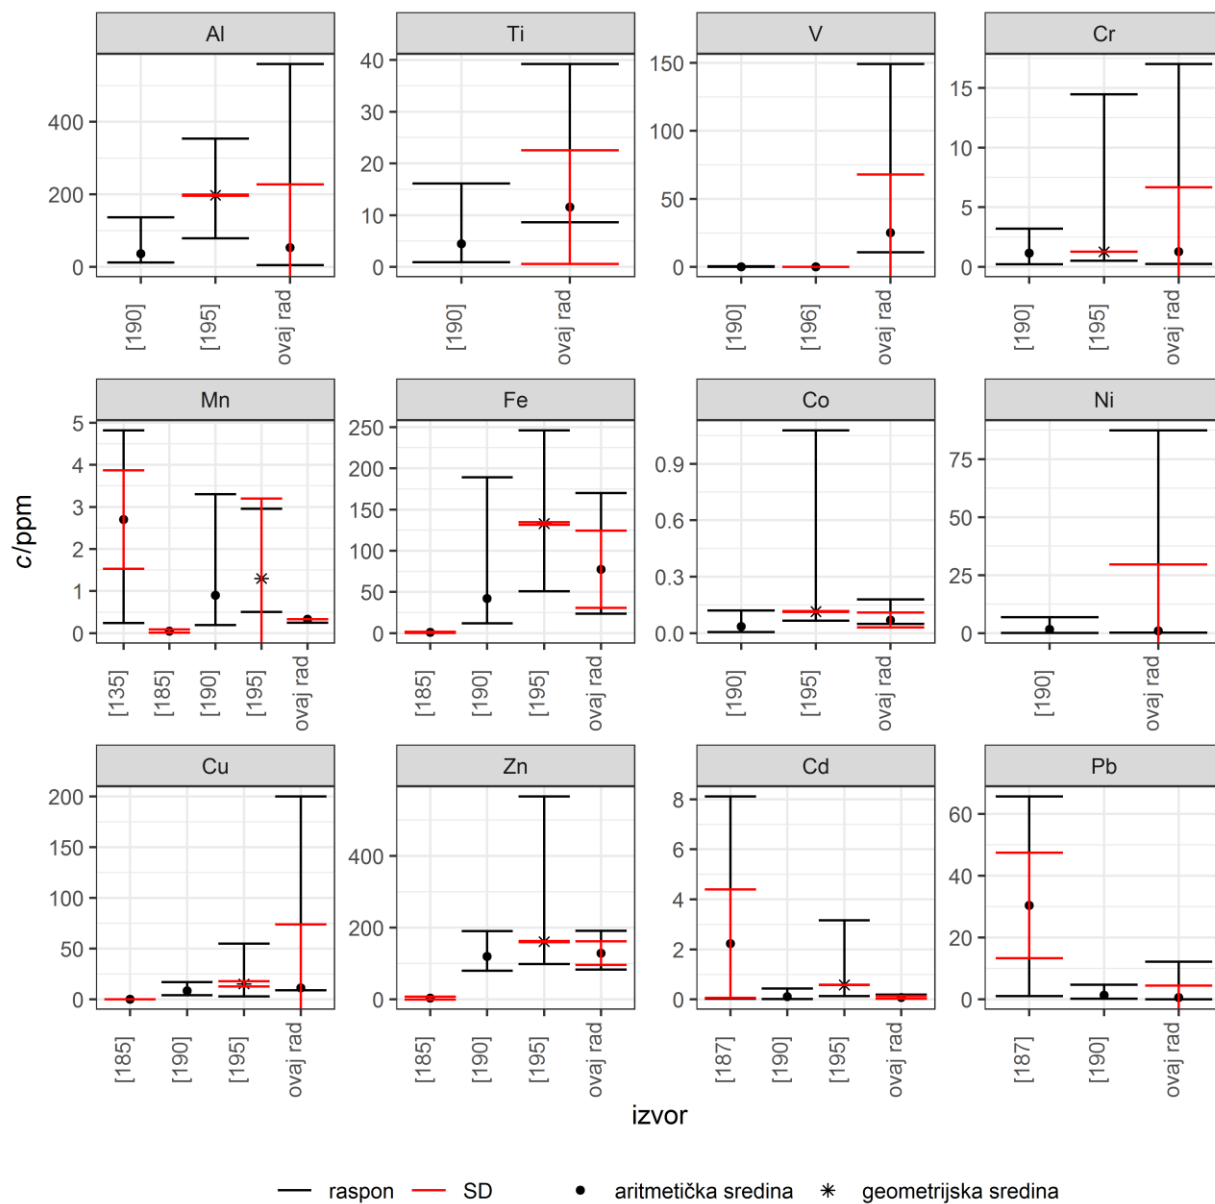 Al Ti V Cr
400 40 150 15
200 30 100 10
0 20 50 5
10 0 0
0
[190] [195] ovaj rad [190] ovaj rad [190] [196] ovaj rad [190] [195] ovaj rad
Mn Fe Co Ni
5 250 0.9 75
4 200 0.6 50
3 150 0.3 25
2 100 0.0 0
1 50
0 0
[135] [185] [190] [195] ovaj rad [185] [190] [195] ovaj rad [190] [195] ovaj rad [190] ovaj rad
c/ppm
Cu Zn Cd Pb
200 400 8 60
150 200 6 40
100 0 4 20
50 2 0
0 0
[185] [190] [195] ovaj rad [185] [190] [195] ovaj rad [187] [190] [195] ovaj rad [187] [190] ovaj rad
izvor
raspon SD aritmetička sredina geometrijska sredina